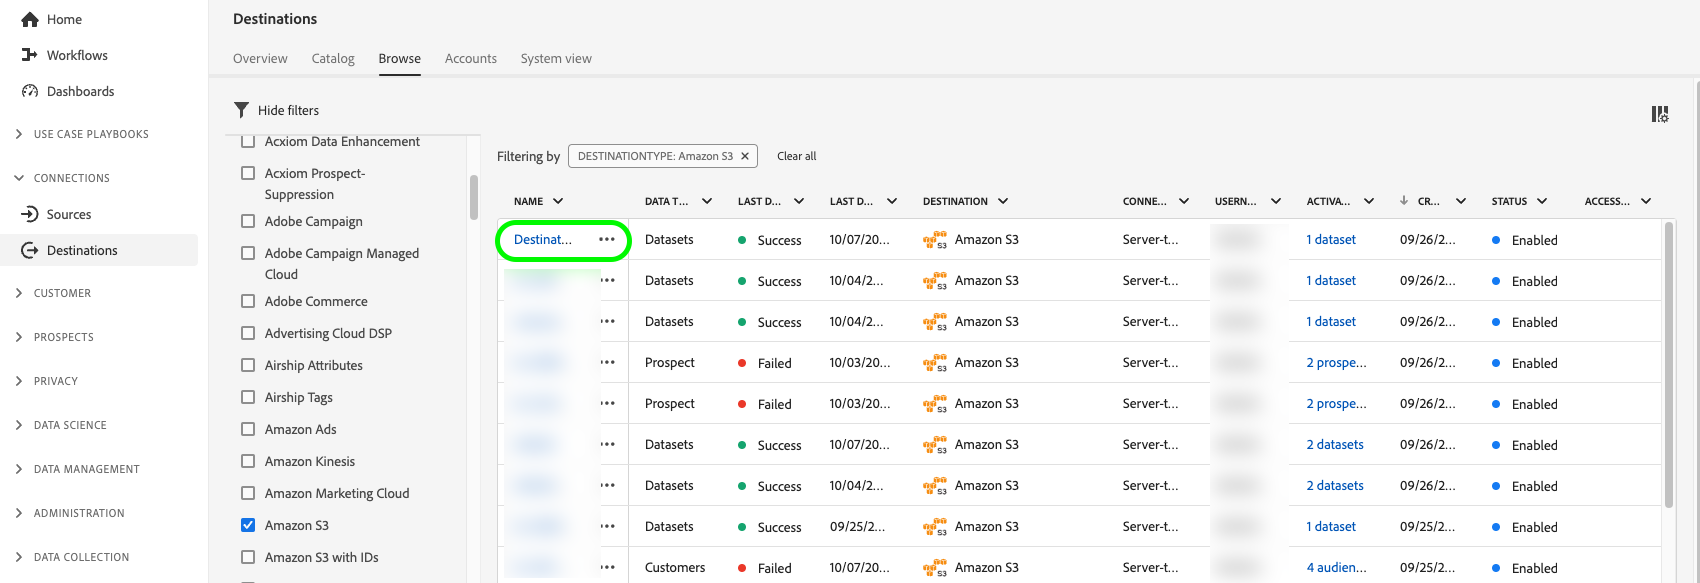 Home
Workflows
Dashboards
USE CASE PLAYBOOKS
CONNECTIONS
Sources
Destinations
CUSTOMER
PROSPECTS
PRIVACY
DATA SCIENCE
DATA MANAGEMENT
ADMINISTRATION
DATA COLLECTION
Destinations
Overview Catalog Browse Accounts System view
Hide filters
Acxiom Data Enhancement
Acxiom Prospect-
Suppression
Adobe Campaign
Adobe Campaign Managed
Cloud
Adobe Commerce
Advertising Cloud DSP
Airship Attributes
Airship Tags
Amazon Ads
Amazon Kinesis
Amazon Marketing Cloud
Amazon S3
Amazon S3 with IDs
Filtering by DESTINATIONTYPE: Amazon S3 Clear all
NAME DATA T... LAST D... LAST D... DESTINATION CONNE... USERN... ACTIVA... CR... STATUS ACCESS...
Destinat... Datasets Success 10/07/20... S3 Amazon S3 Server-t... 1 dataset 09/26/2... Enabled
Datasets Success 10/04/2... S3 Amazon S3 Server-t... 1 dataset 09/26/2... Enabled
Datasets Success 10/04/2... S3 Amazon S3 Server-t... 1 dataset 09/26/2... Enabled
Prospect Failed 10/03/20... S3 Amazon S3 Server-t... 2 prospe... 09/26/2... Enabled
Prospect Failed 10/03/20... S3 Amazon S3 Server-t... 2 prospe... 09/26/2... Enabled
Datasets Success 10/07/20... S3 Amazon S3 Server-t... 2 datasets 09/26/2... Enabled
Datasets Success 10/04/2... S3 Amazon S3 Server-t... 2 datasets 09/26/2... Enabled
Datasets Success 09/25/2... S3 Amazon S3 Server-t... 1 dataset 09/25/2... Enabled
Customers Failed 10/07/20... S3 Amazon S3 Server-t... 4 audien... 09/25/2... Enabled